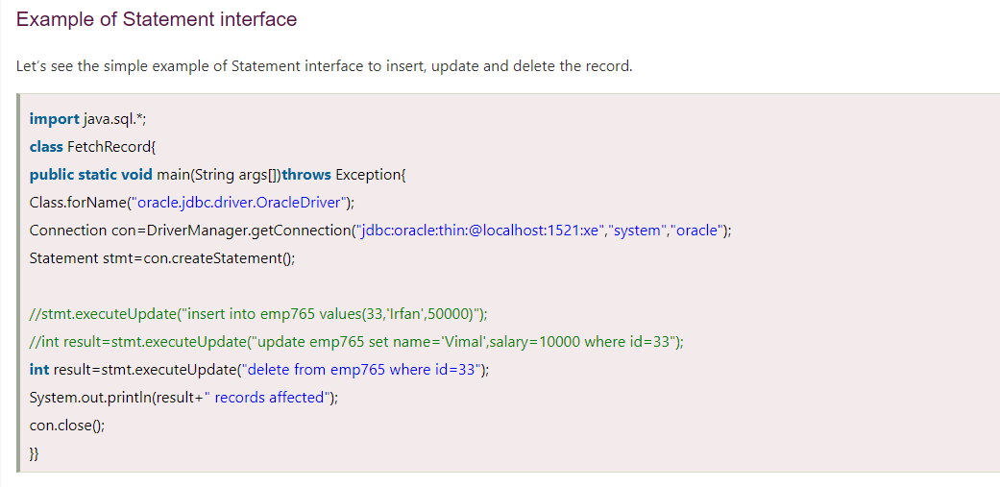 Example of Statement interface
Let's see the simple example of Statement interface to insert, update and delete the record.
import java.sql.*;
class FetchRecord{
public static void main(String args[])throws Exception{
Class.forName("oracle.jdbc.driver.OracleDriver");
Connection con=DriverManager.getConnection("jdbc:oracle:thin:@localhost:1521:xe","system","oracle");
Statement stmt=con.createStatement();
//stmt.executeUpdate("insert into emp765 values(33,'Irfan',50000)");
//int result=stmt.executeUpdate("update emp765 set name='Vimal',salary=10000 where id=33");
int result=stmt.executeUpdate("delete from emp765 where id=33");
System.out.println(result+" records affected");
con.close();
}}